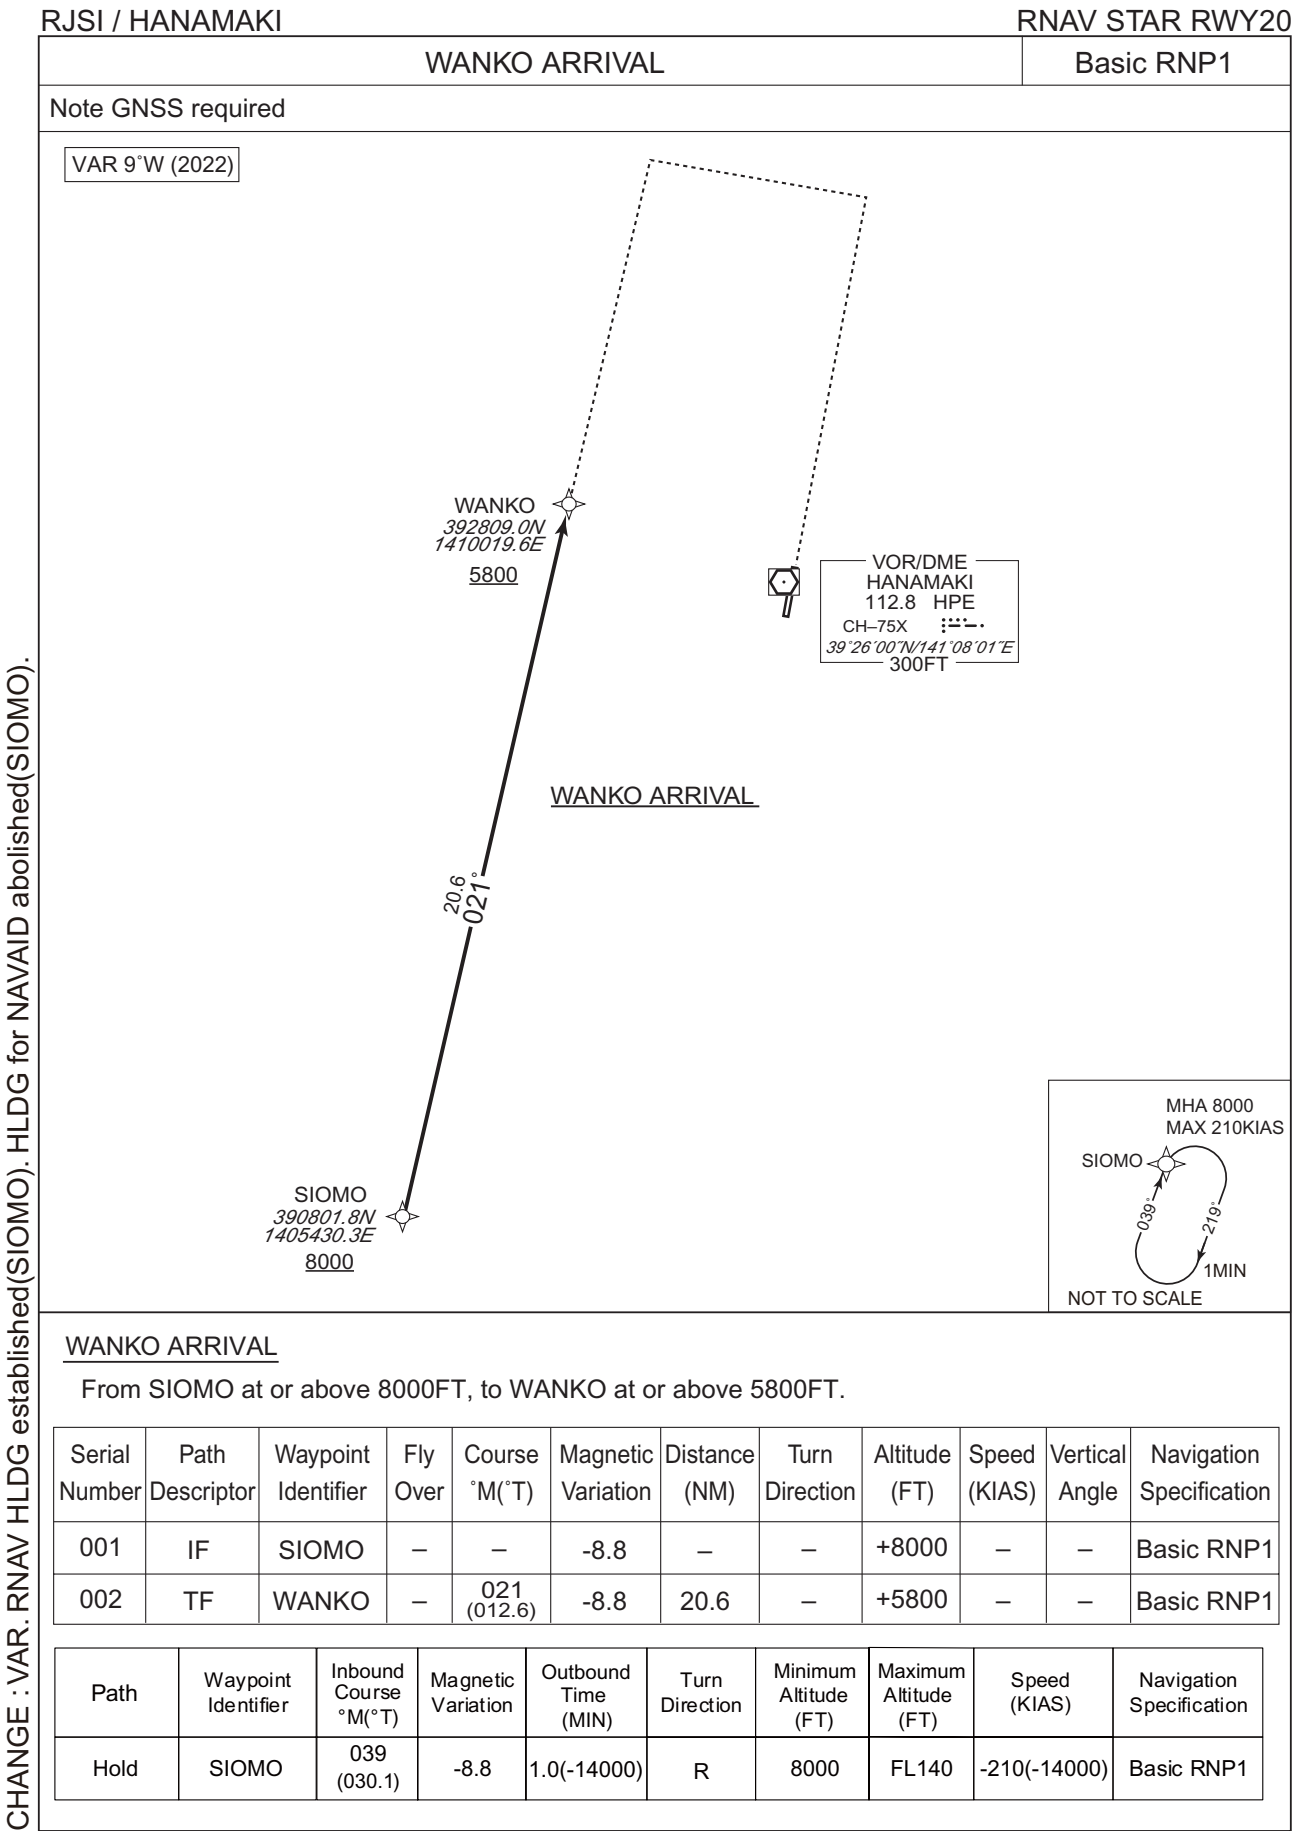 RJSI / HANAMAKI
RNAV STAR RWY20
WANKO ARRIVAL
Basic RNP1
Note GNSS required
VAR 9˚W (2022)
WANKO
392809.0N
1410019.6E
5800
VOR/DME
HANAMAKI
112.8 HPE
CH–75X
39˚26´00˝N/141˚08´01˝E
300FT
WANKO ARRIVAL
20.6
021˚
SIOMO
390801.8N
1405430.3E
8000
MHA 8000
MAX 210KIAS
SIOMO
039˚
219˚
1MIN
NOT TO SCALE
WANKO ARRIVAL
From SIOMO at or above 8000FT, to WANKO at or above 5800FT.
Serial Number Path Descriptor Waypoint Identifier Fly Over Course ˚M(˚T) Magnetic Variation Distance (NM) Turn Direction Altitude (FT) Speed (KIAS) Vertical Angle Navigation Specification
001 IF SIOMO – – -8.8 – – +8000 – – Basic RNP1
002 TF WANKO – 021 (012.6) -8.8 20.6 – +5800 – – Basic RNP1
Path Waypoint Identifier Inbound Course °M(°T) Magnetic Variation Outbound Time (MIN) Turn Direction Minimum Altitude (FT) Maximum Altitude (FT) Speed (KIAS) Navigation Specification
Hold SIOMO 039 (030.1) -8.8 1.0(-14000) R 8000 FL140 -210(-14000) Basic RNP1
CHANGE : VAR. RNAV HLDG established(SIOMO). HLDG for NAVAID abolished(SIOMO).